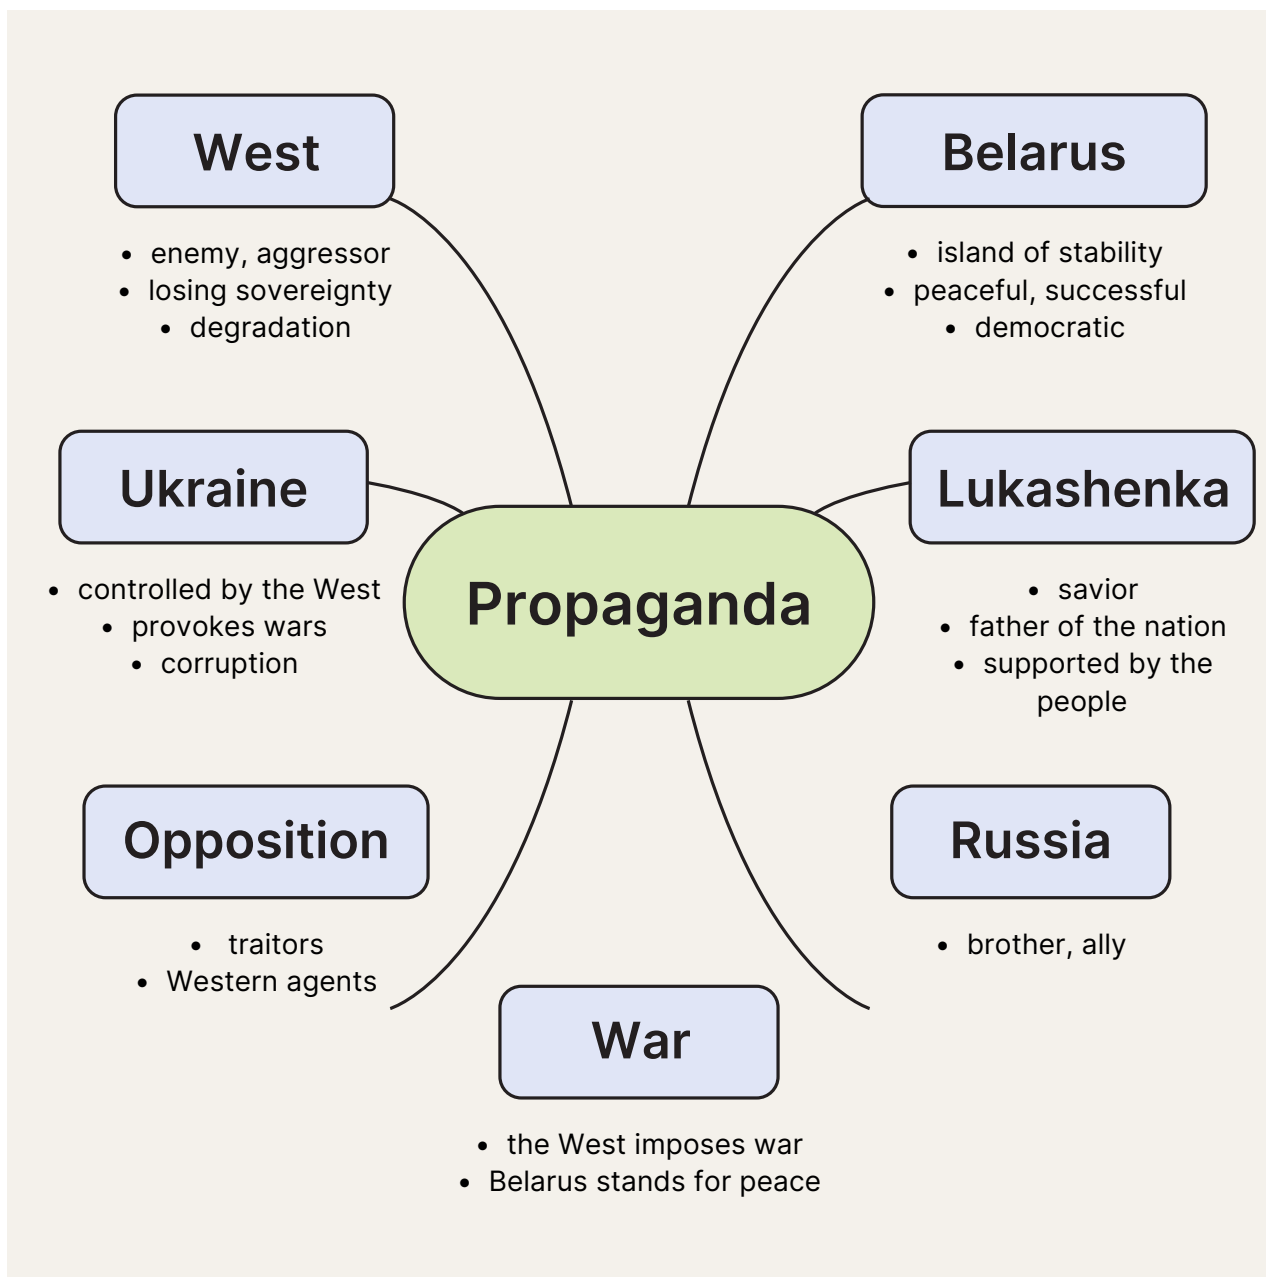 West
• enemy, aggressor
• losing sovereignty
• degradation
Belarus
• island of stability
• peaceful, successful
• democratic
Ukraine
• controlled by the West
• provokes wars
• corruption
Propaganda
Lukashenka
• savior
• father of the nation
• supported by the
people
Opposition
• traitors
• Western agents
Russia
• brother, ally
War
• the West imposes war
• Belarus stands for peace